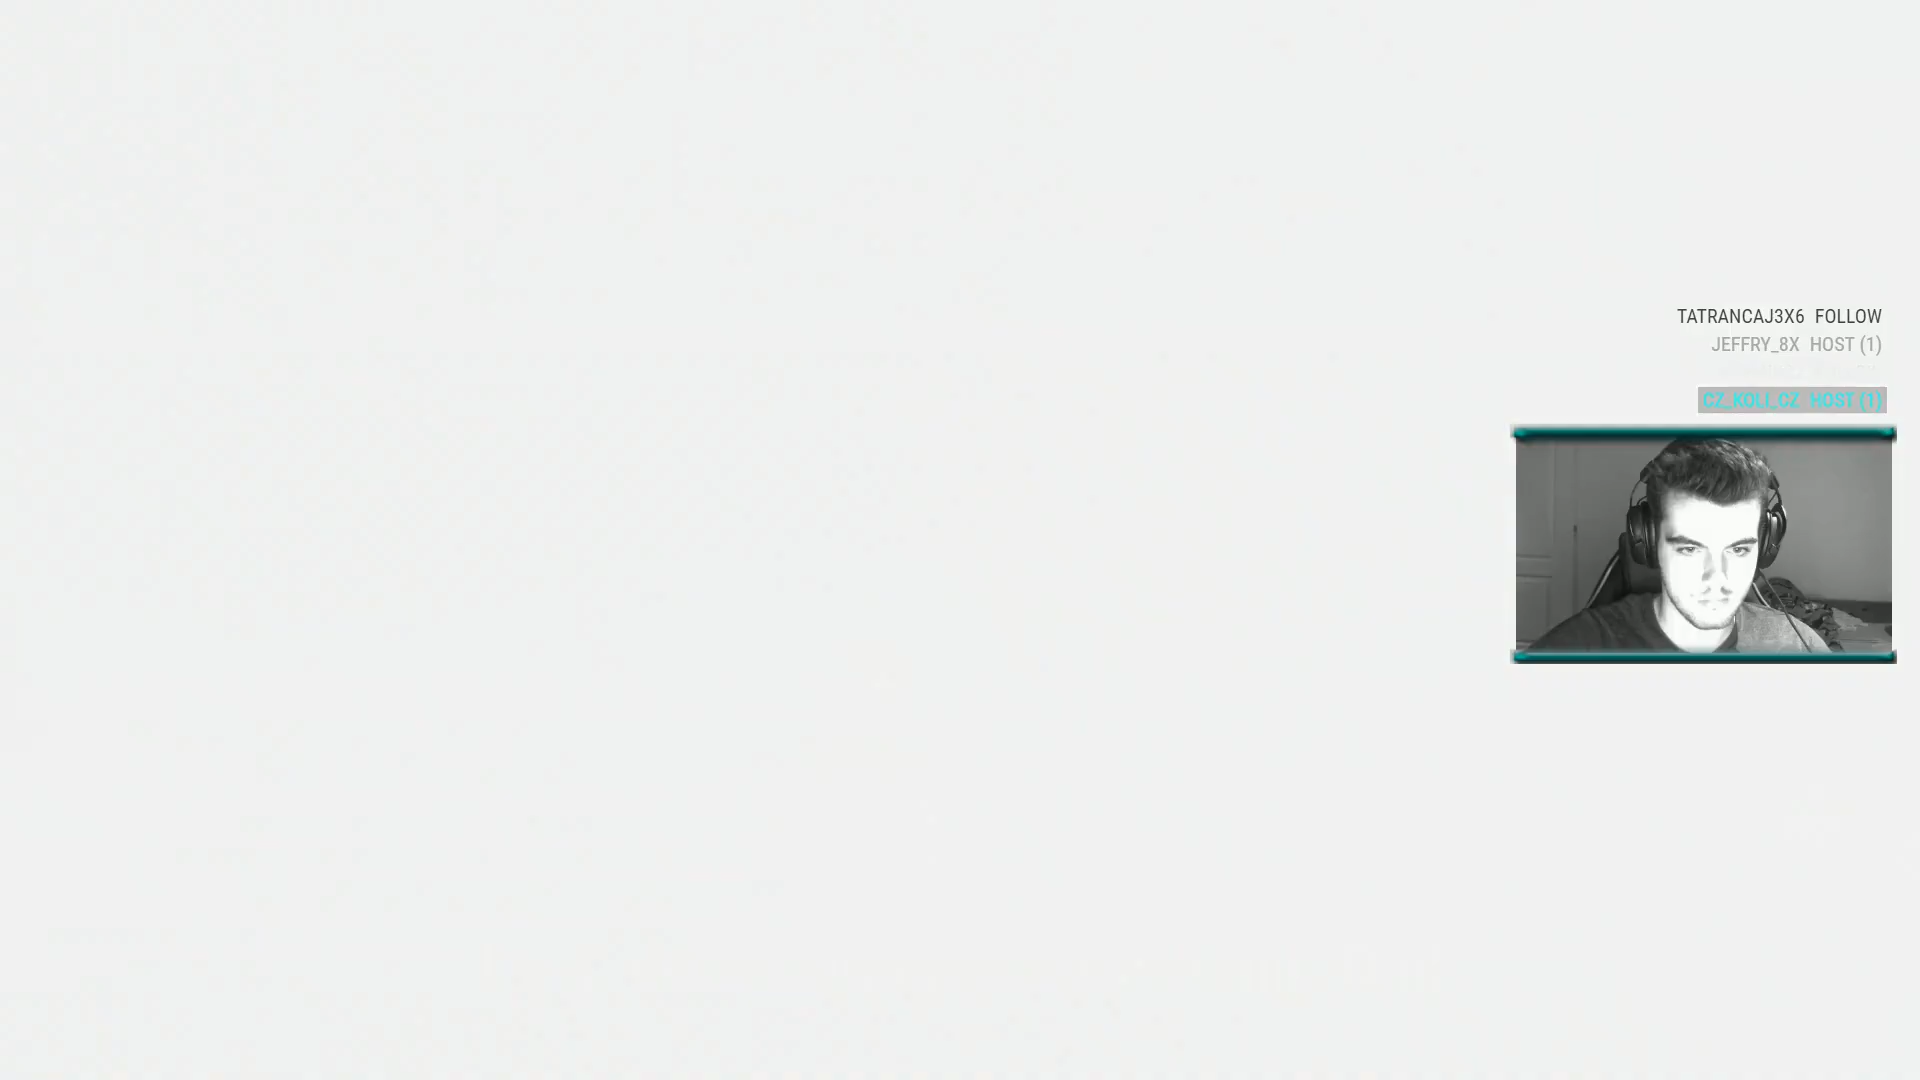 TATRANCAJ3X6 FOLLOW
JEFFRY_8X HOST (1)
CZ_KOLI_CZ HOST (1)